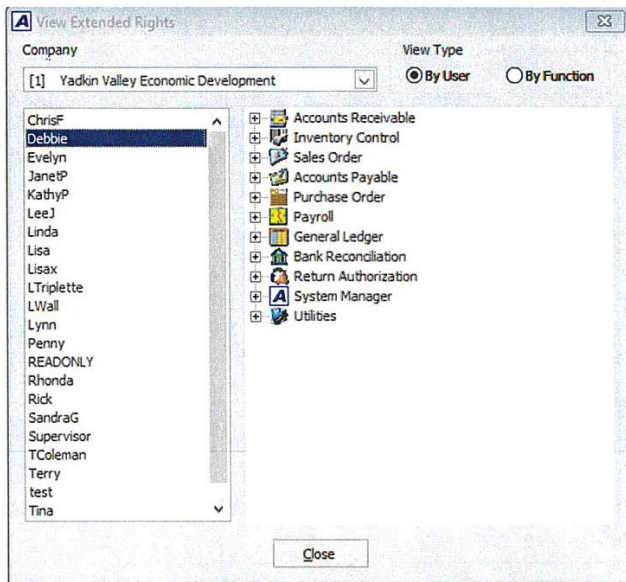 View Extended Rights
Company
View Type
[1] Yadkin Valley Economic Development
By User
By Function
ChrisF
Debbie
Evelyn
JanetP
KathyP
LeeJ
Linda
Lisa
Lisax
LTriplette
LWall
Lynn
Penny
READONLY
Rhonda
Rick
SandraG
Supervisor
TColeman
Terry
test
Tina
Accounts Receivable
Inventory Control
Sales Order
Accounts Payable
Purchase Order
Payroll
General Ledger
Bank Reconciliation
Return Authorization
System Manager
Utilities
Close